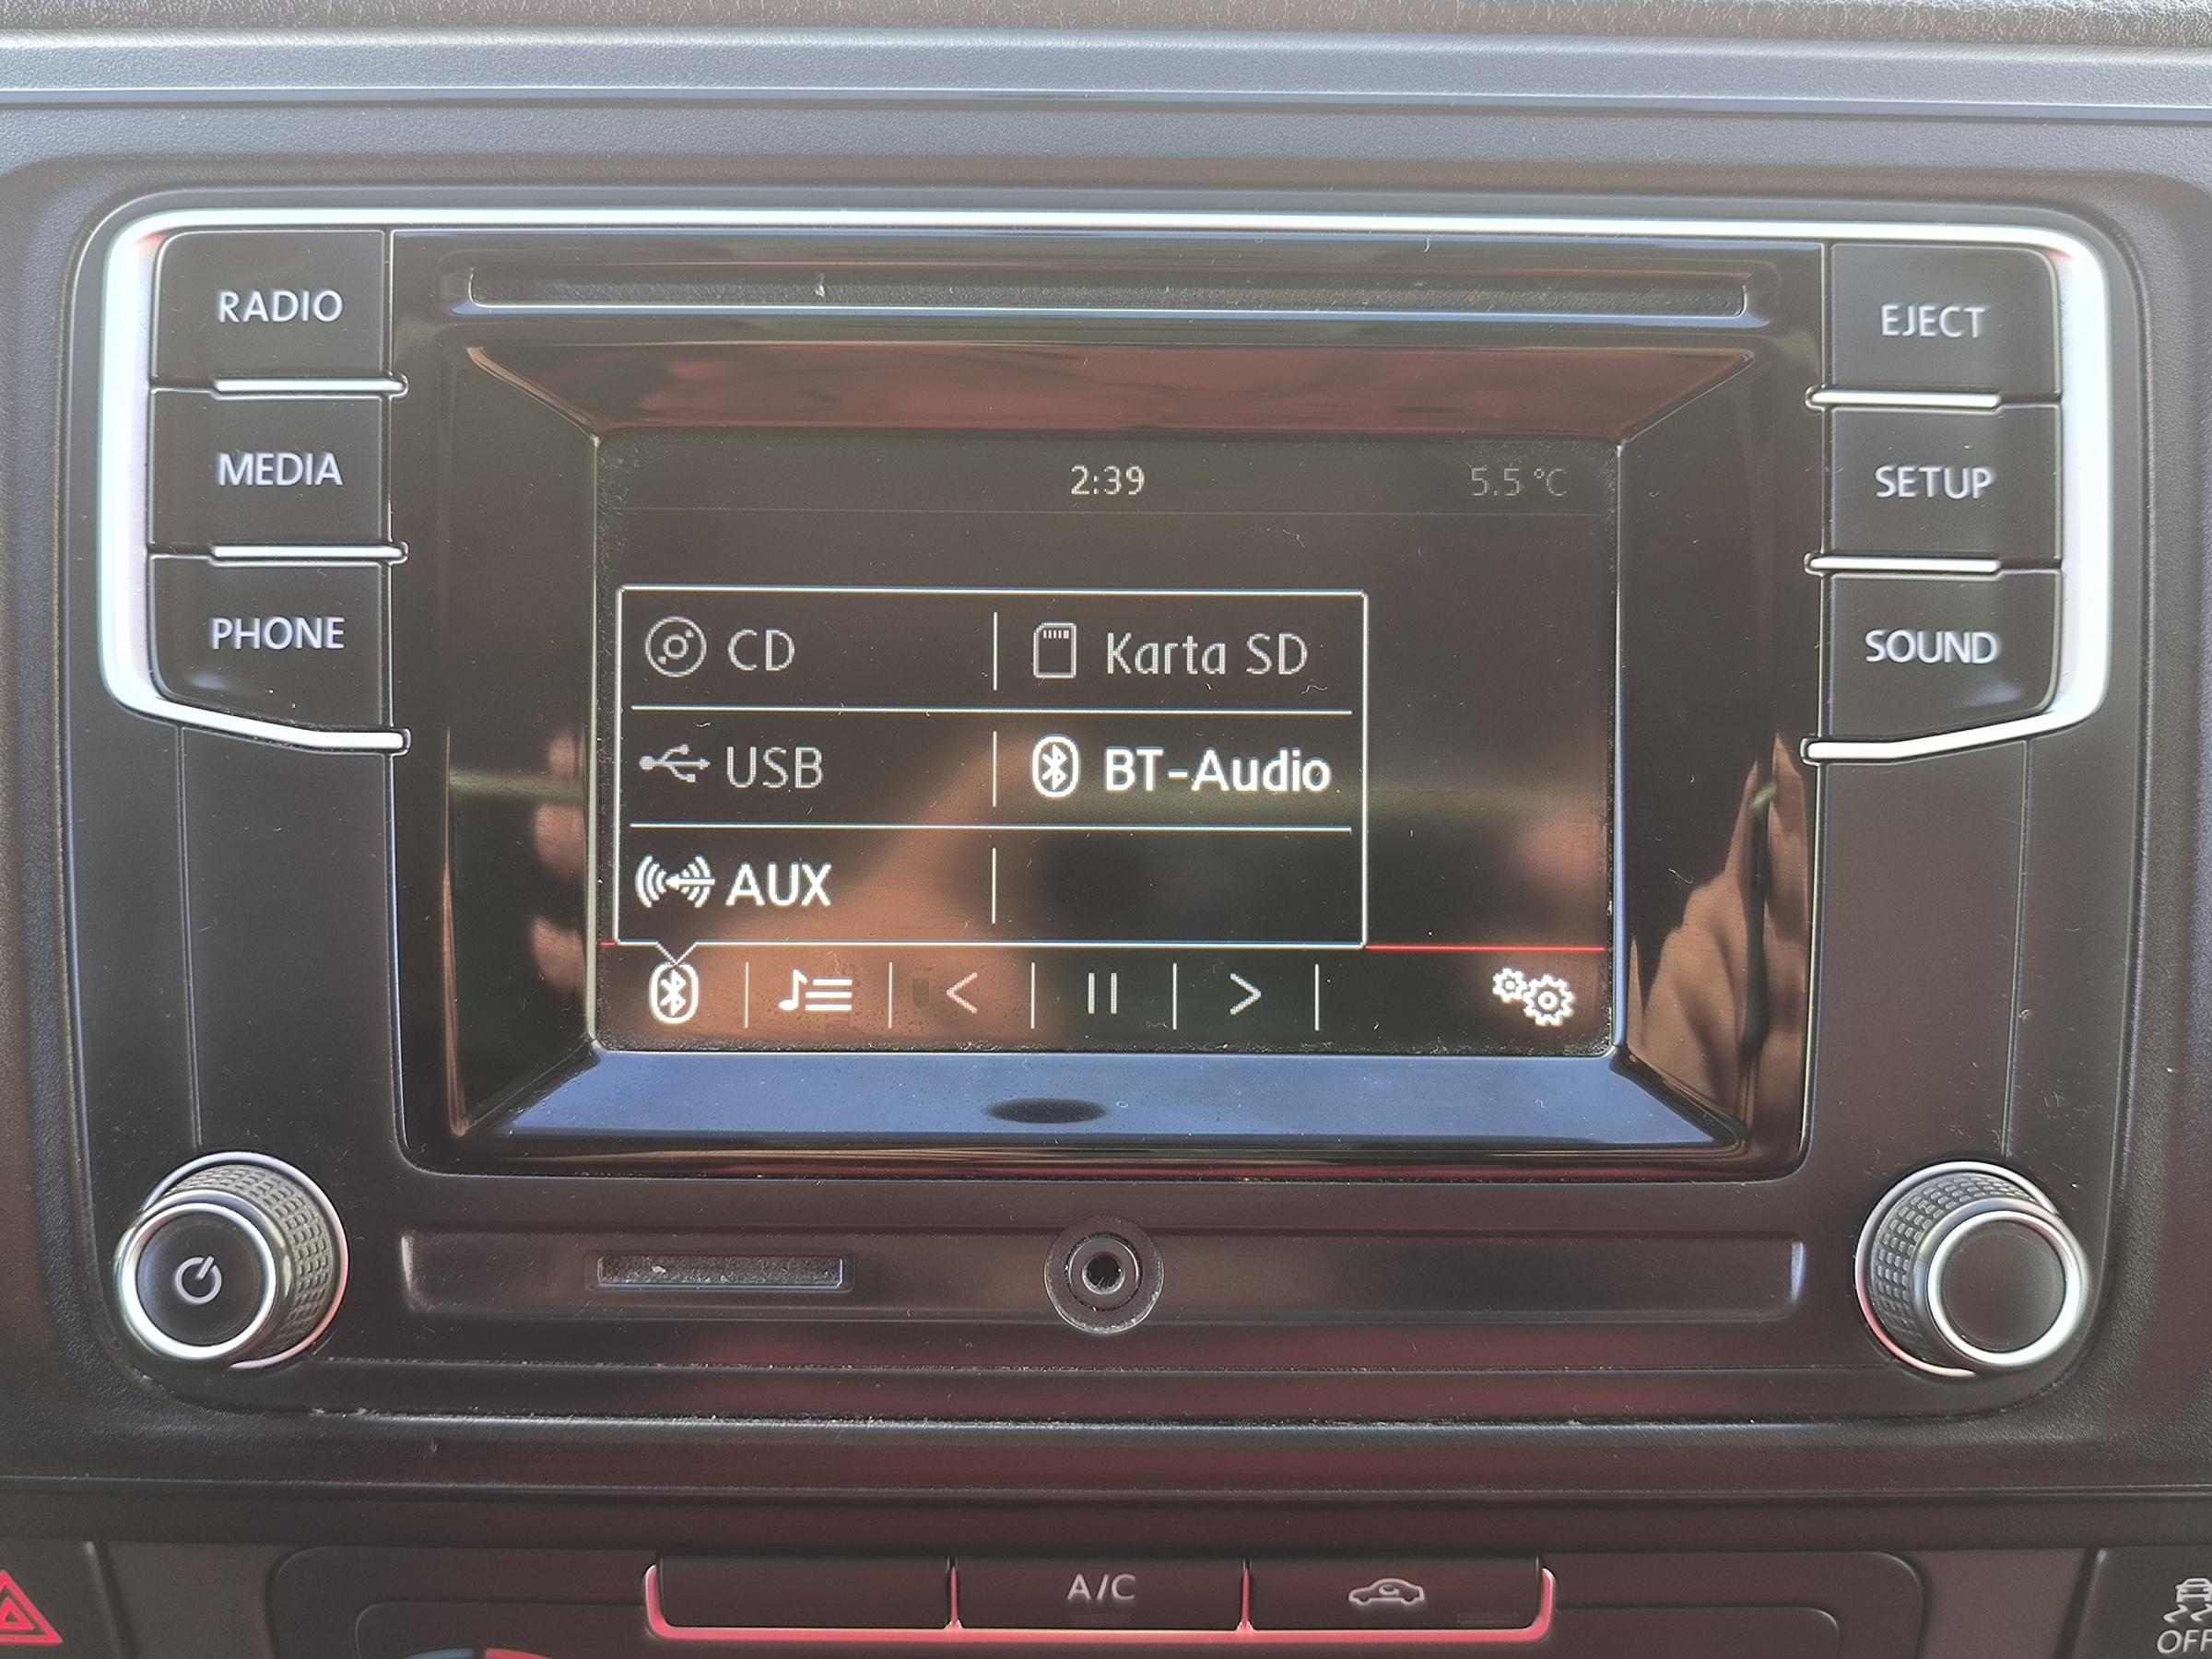 RADIO
MEDIA
PHONE
EJECT
SETUP
SOUND
2:39
5.5 °C
CD
Karta SD
USB
BT-Audio
AUX
A/C
OFF